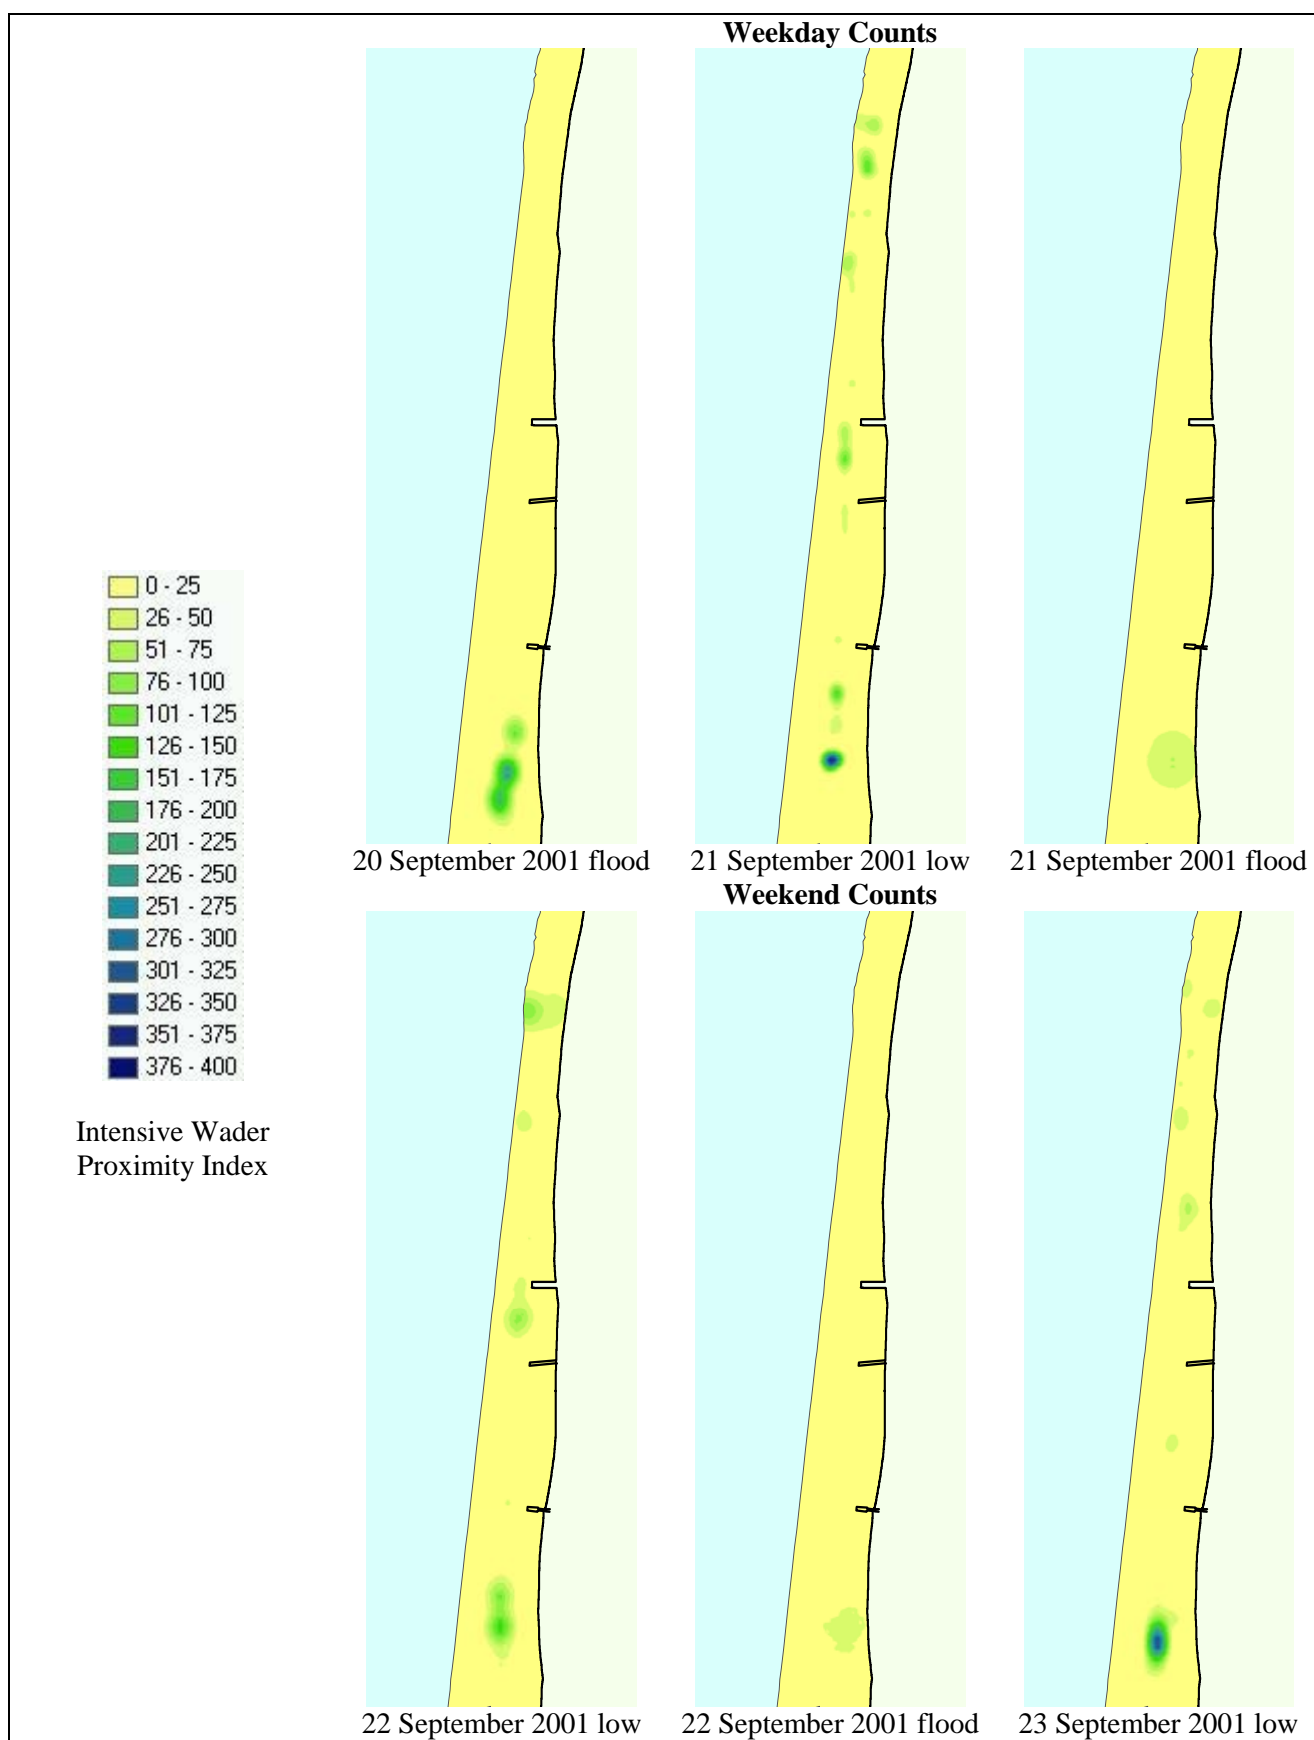 Weekday Counts
20 September 2001 flood
21 September 2001 low
21 September 2001 flood
Weekend Counts
0 - 25
26 - 50
51 - 75
76 - 100
101 - 125
126 - 150
151 - 175
176 - 200
201 - 225
226 - 250
251 - 275
276 - 300
301 - 325
326 - 350
351 - 375
376 - 400
Intensive Wader
Proximity Index
22 September 2001 low
22 September 2001 flood
23 September 2001 low